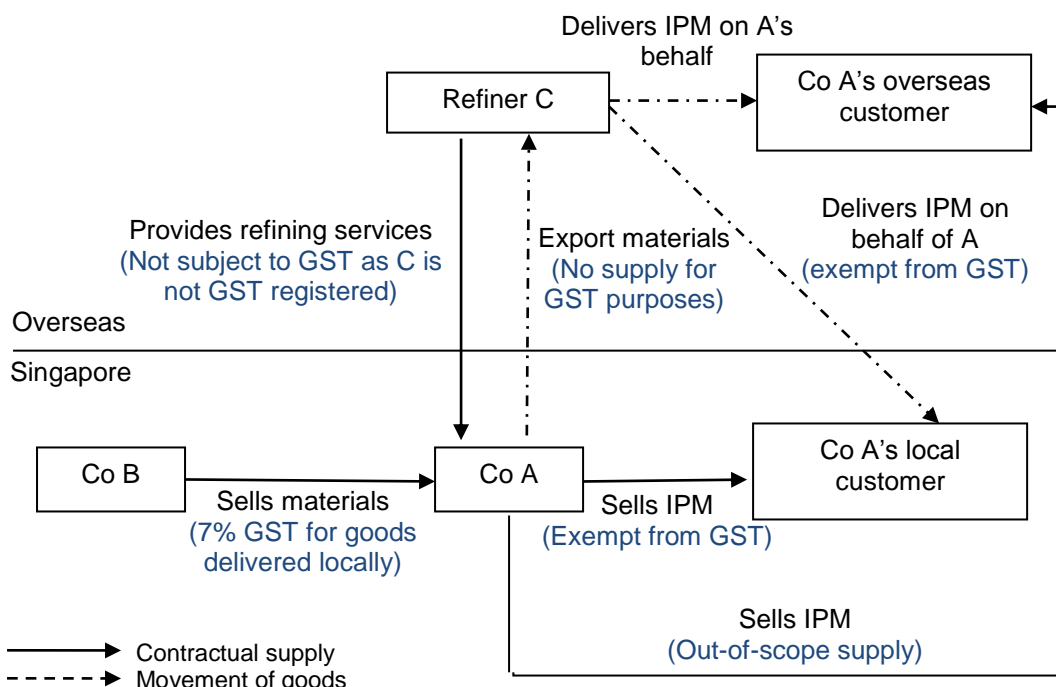 Delivers IPM on A’s
behalf
Refiner C
Co A’s overseas
customer
Provides refining services
(Not subject to GST as C is
not GST registered)
Export materials
(No supply for
GST purposes)
Delivers IPM on
behalf of A
(exempt from GST)
Overseas
Singapore
Co B
Co A
Co A’s local
customer
Sells materials
(7% GST for goods
delivered locally)
Sells IPM
(Exempt from GST)
Sells IPM
(Out-of-scope supply)
Contractual supply
Movement of goods